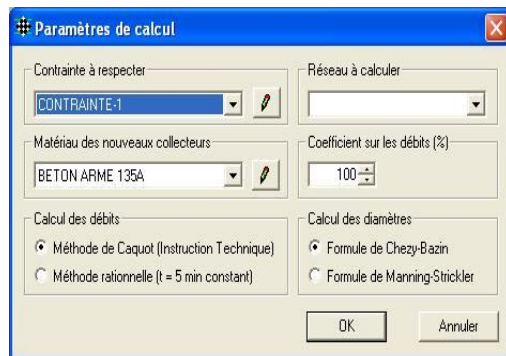 Paramètres de calcul
Contrainte à respecter
CONTRAINTE-1
Réseau à calculer
Matériau des nouveaux collecteurs
BETON ARME 135A
Coefficient sur les débits (%)
100
Calcul des débits
Méthode de Caquot (Instruction Technique)
Méthode rationnelle (t = 5 min constant)
Calcul des diamètres
Formule de Chezy-Bazin
Formule de Manning-Strickler
OK
Annuler